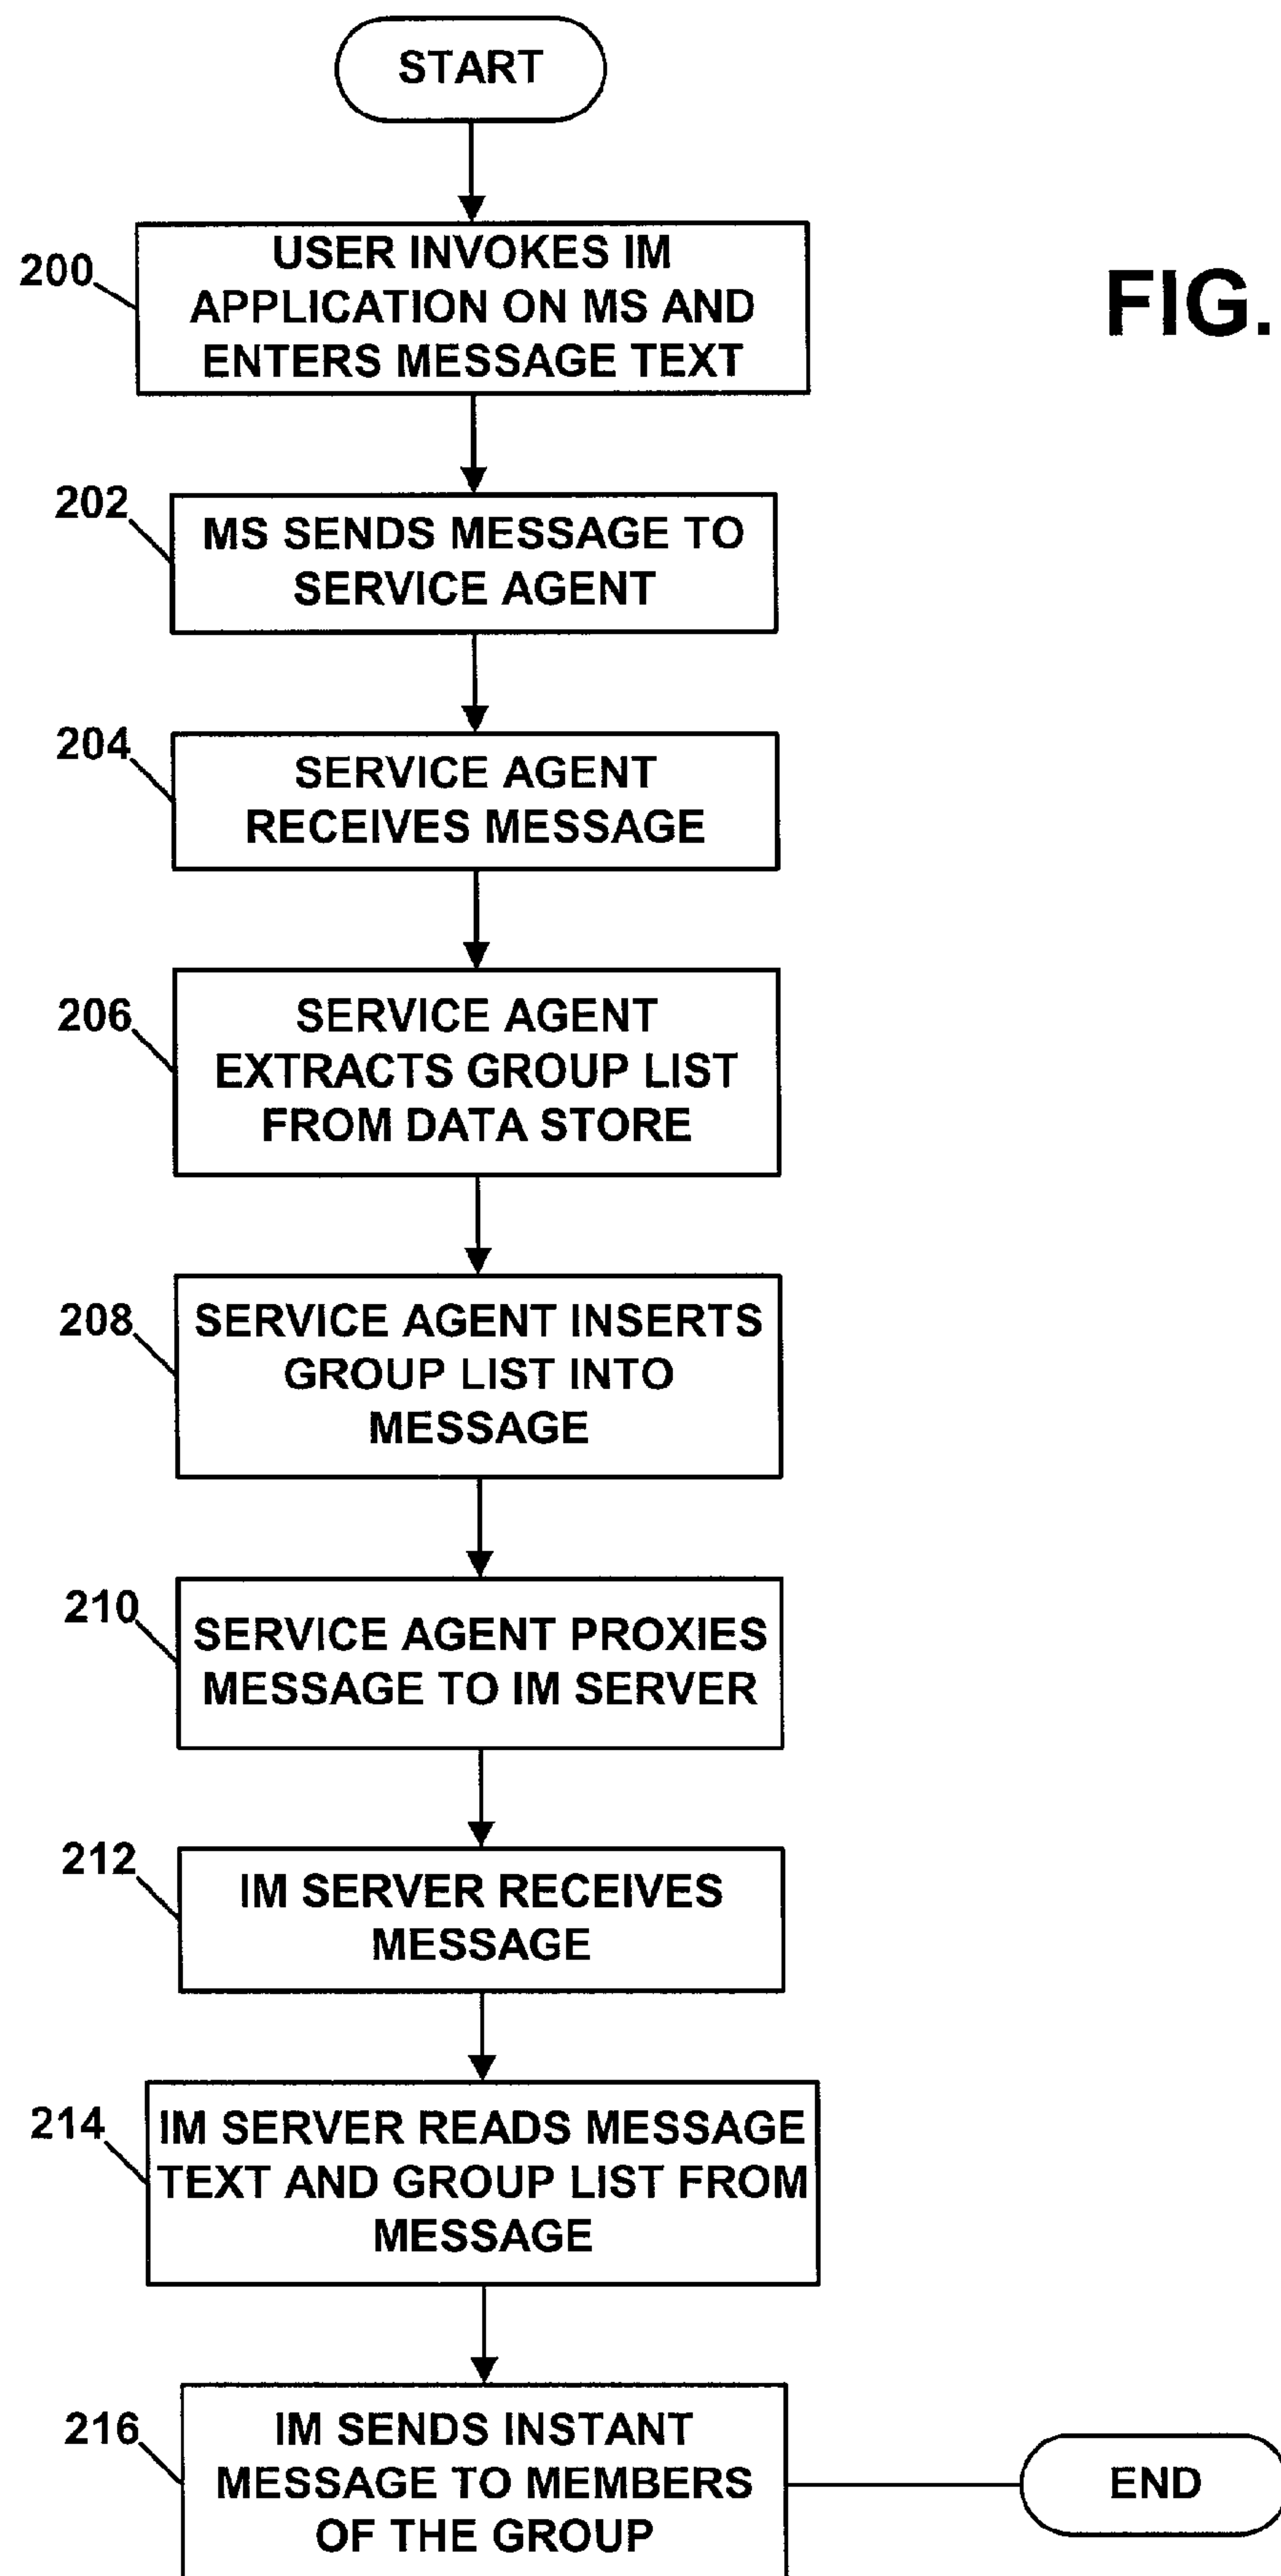 START
200
USER INVOKES IM
APPLICATION ON MS AND
ENTERS MESSAGE TEXT
FIG.
202
MS SENDS MESSAGE TO
SERVICE AGENT
204
SERVICE AGENT
RECEIVES MESSAGE
206
SERVICE AGENT
EXTRACTS GROUP LIST
FROM DATA STORE
208
SERVICE AGENT INSERTS
GROUP LIST INTO
MESSAGE
210
SERVICE AGENT PROXIES
MESSAGE TO IM SERVER
212
IM SERVER RECEIVES
MESSAGE
214
IM SERVER READS MESSAGE
TEXT AND GROUP LIST FROM
MESSAGE
216
IM SENDS INSTANT
MESSAGE TO MEMBERS
OF THE GROUP
END